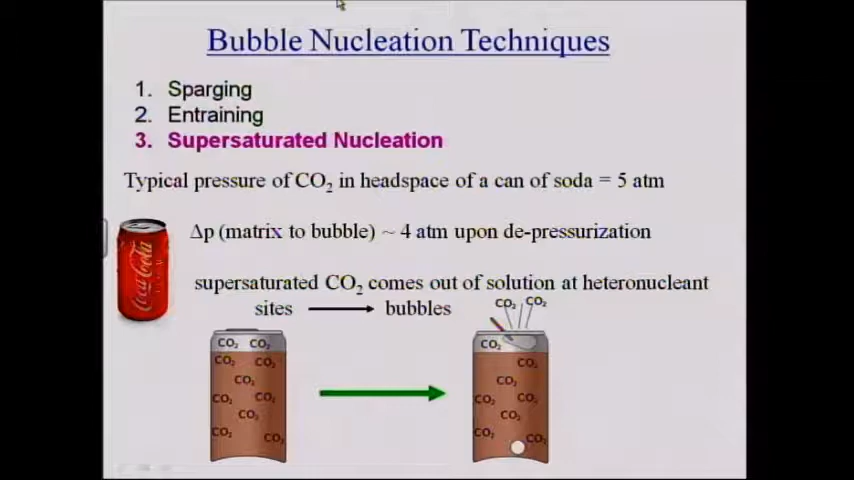 Bubble Nucleation Techniques
1. Sparging
2. Entraining
3. Supersaturated Nucleation
Typical pressure of CO₂ in headspace of a can of soda = 5 atm
Δp (matrix to bubble) ~ 4 atm upon de-pressurization
Coca-Cola
supersaturated CO₂ comes out of solution at heteronucleant
sites ⟶ bubbles
CO₂ CO₂
CO₂ CO₂
CO₂ CO₂
CO₂
CO₂ CO₂
CO₂
CO₂ CO₂
CO₂
CO₂
CO₂
CO₂ CO₂
CO₂
CO₂ CO₂